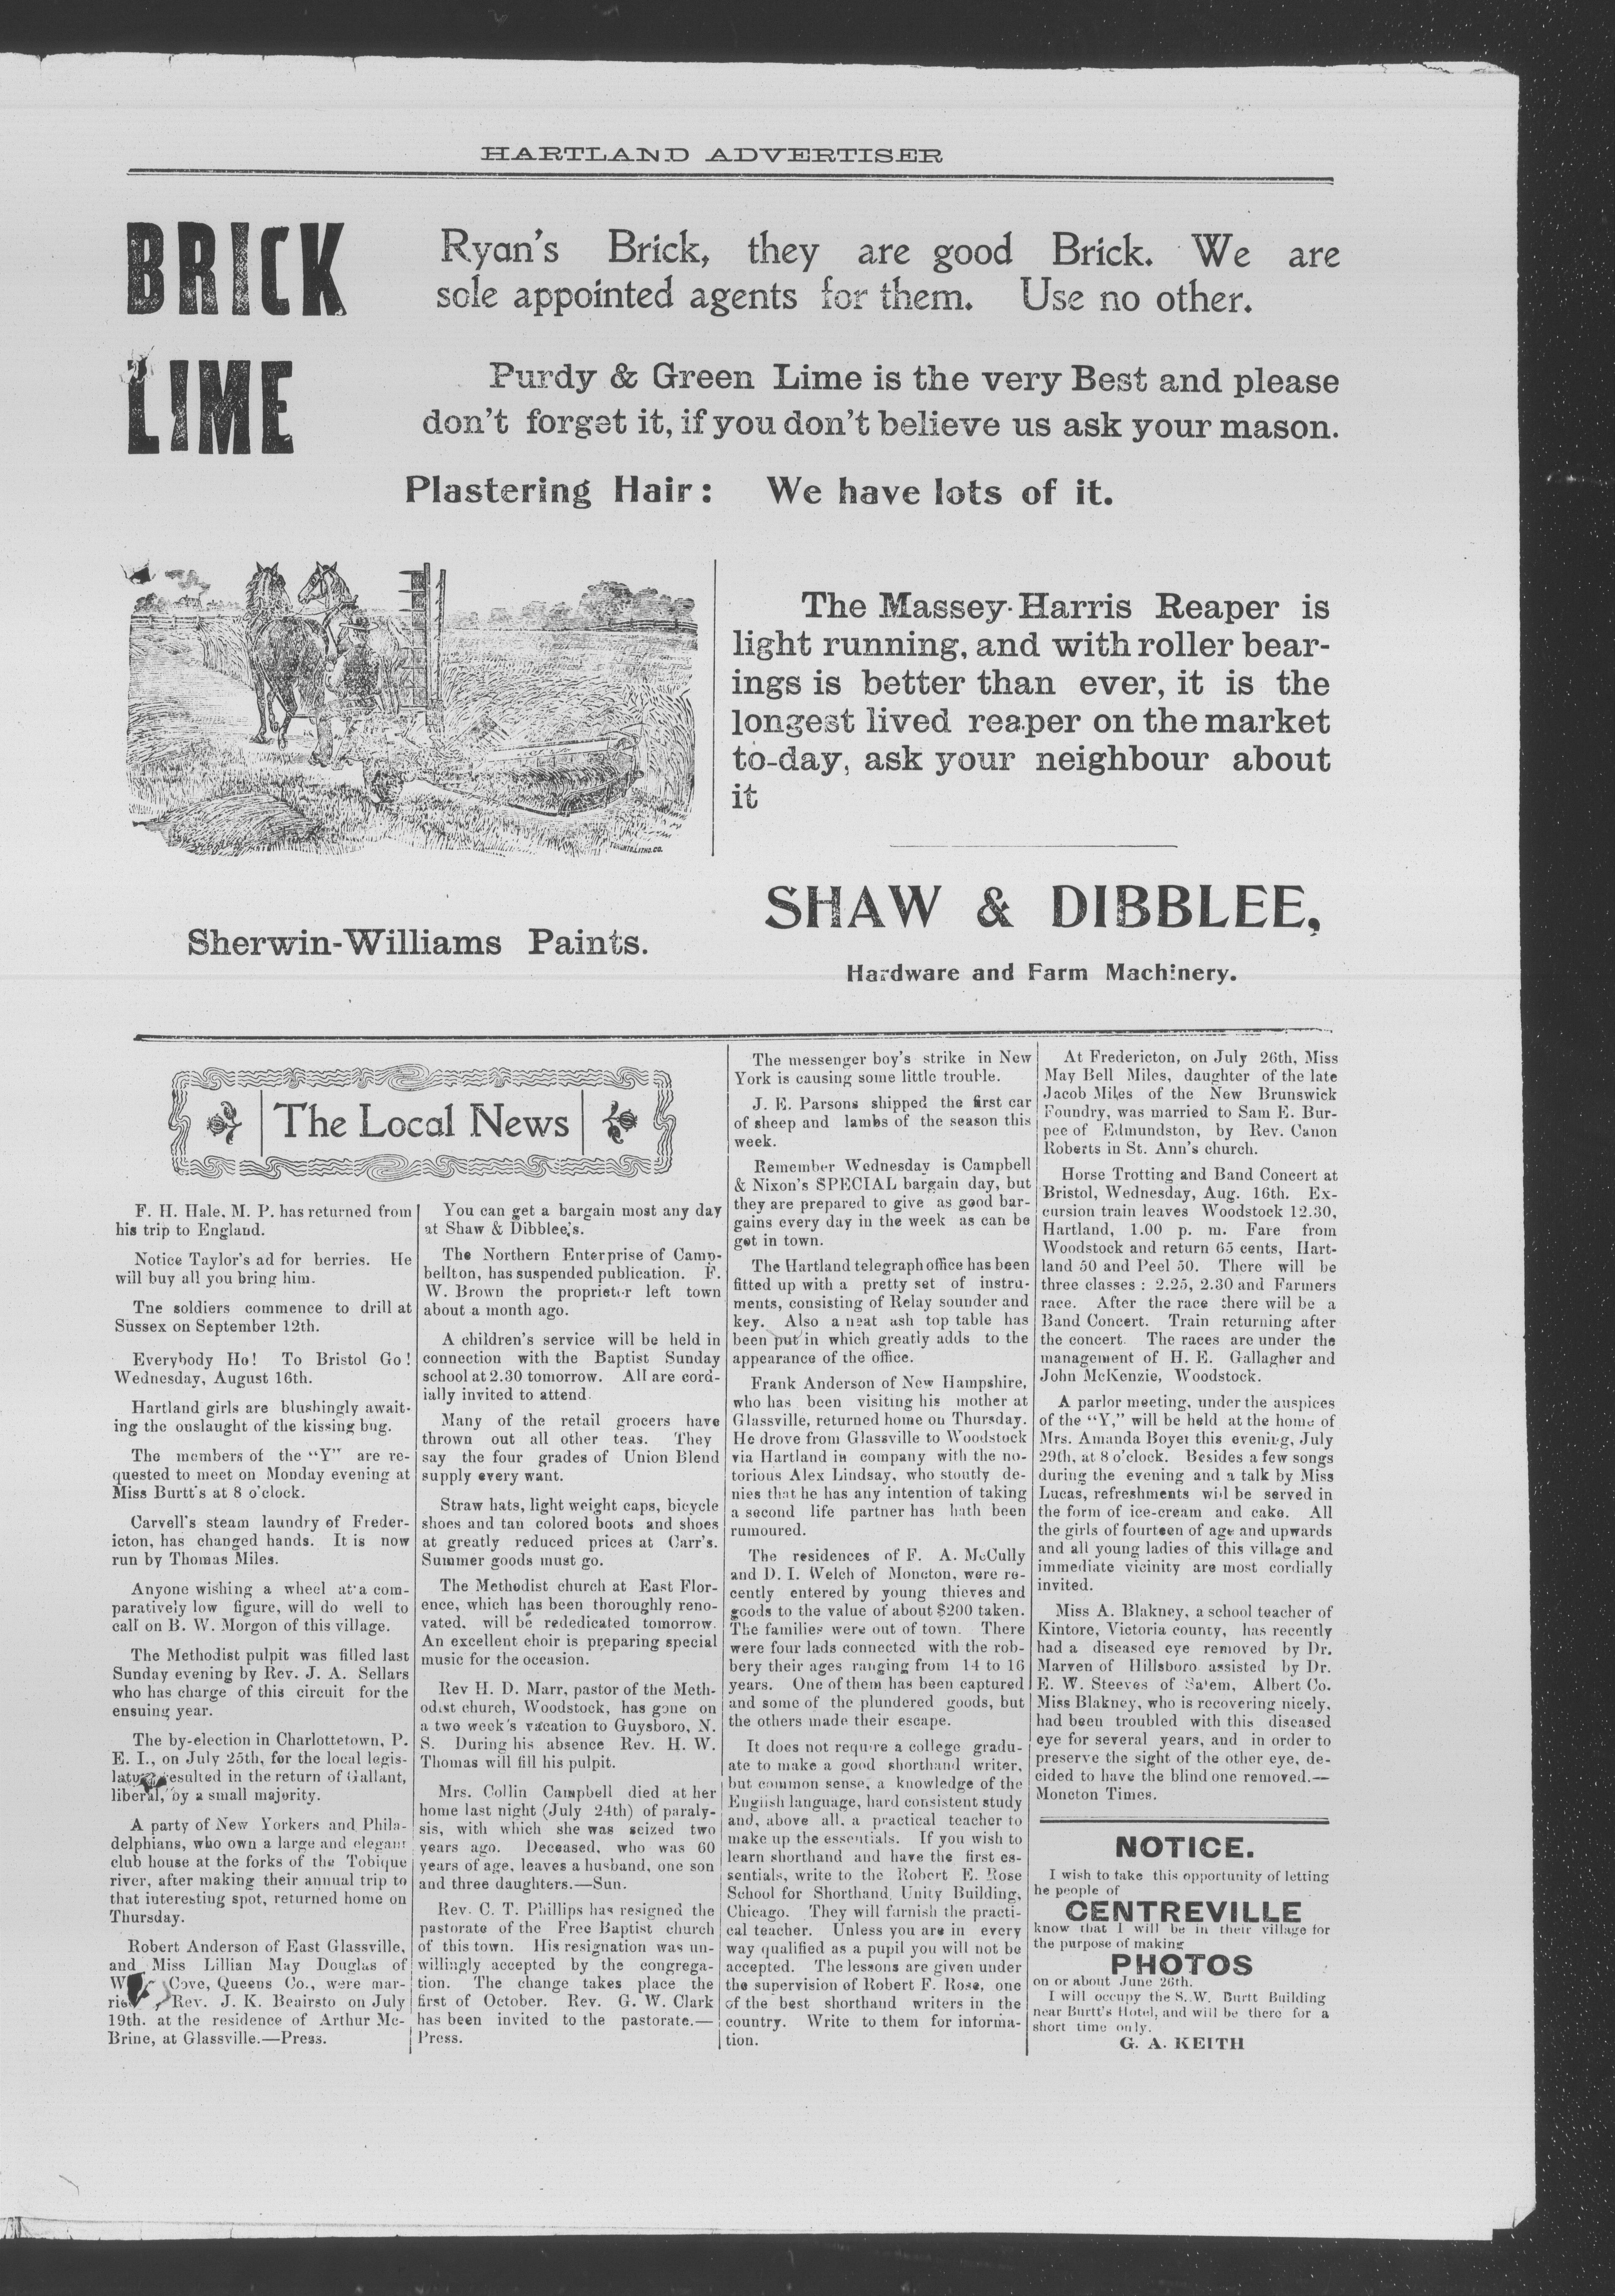 HARTLAND ADVERTISER
BRICK
Ryan's Brick, they are good Brick. We are
sole appointed agents for them. Use no other.
LIME
Purdy & Green Lime is the very Best and please
don't forget it, if you don't believe us ask your mason.
Plastering Hair: We have lots of it.
TORONTO LITHO. CO.
The Massey-Harris Reaper is
light running, and with roller bear-
ings is better than ever, it is the
longest lived reaper on the market
to-day, ask your neighbour about
it
Sherwin-Williams Paints.
SHAW & DIBBLEE,
Hardware and Farm Machinery.
The Local News
F. H. Hale, M. P. has returned from
his trip to England.
Notice Taylor's ad for berries. He
will buy all you bring him.
Tne soldiers commence to drill at
Sussex on September 12th.
Everybody Ho! To Bristol Go!
Wednesday, August 16th.
Hartland girls are blushingly await-
ing the onslaught of the kissing bug.
The members of the "Y" are re-
quested to meet on Monday evening at
Miss Burtt's at 8 o'clock.
Carvell's steam laundry of Freder-
icton, has changed hands. It is now
run by Thomas Miles.
Anyone wishing a wheel at a com-
paratively low figure, will do well to
call on B. W. Morgon of this village.
The Methodist pulpit was filled last
Sunday evening by Rev. J. A. Sellars
who has charge of this circuit for the
ensuing year.
The by-election in Charlottetown, P.
E. I., on July 25th, for the local legis-
resulted in the return of Gallant,
liberal, by a small majority.
A party of New Yorkers and Phila-
delphians, who own a large and elegant
club house at the forks of the Tobique
river, after making their annual trip to
that interesting spot, returned home on
Thursday.
Robert Anderson of East Glassville,
and Miss Lillian May Douglas of
Cove, Queens Co., were mar-
Rev. J. K. Beairsto on July
19th. at the residence of Arthur Mc-
Brine, at Glassville.—Press.
You can get a bargain most any day
at Shaw & Dibblee's.
The Northern Enterprise of Camp-
bellton, has suspended publication. F.
W. Brown the proprietor left town
about a month ago.
A children's service will be held in
connection with the Baptist Sunday
school at 2.30 tomorrow. All are cord-
ially invited to attend.
Many of the retail grocers have
thrown out all other teas. They
say the four grades of Union Blend
supply every want.
Straw hats, light weight caps, bicycle
shoes and tan colored boots and shoes
at greatly reduced prices at Carr's.
Summer goods must go.
The Methodist church at East Flor-
ence, which has been thoroughly reno-
vated, will be rededicated tomorrow.
An excellent choir is preparing special
music for the occasion.
Rev H. D. Marr, pastor of the Meth-
odist church, Woodstock, has gone on
a two week's vacation to Guysboro, N.
S. During his absence Rev. H. W.
Thomas will fill his pulpit.
Mrs. Collin Campbell died at her
home last night (July 24th) of paraly-
sis, with which she was seized two
years ago. Deceased, who was 60
years of age, leaves a husband, one son
and three daughters.—Sun.
Rev. C. T. Phillips has resigned the
pastorate of the Free Baptist church
of this town. His resignation was un-
willingly accepted by the congrega-
tion. The change takes place the
first of October. Rev. G. W. Clark
has been invited to the pastorate.—
Press.
The messenger boy's strike in New
York is causing some little trouble.
J. E. Parsons shipped the first car
of sheep and lambs of the season this
week.
Remember Wednesday is Campbell
& Nixon's SPECIAL bargain day, but
they are prepared to give as good bar-
gains every day in the week as can be
got in town.
The Hartland telegraph office has been
fitted up with a pretty set of instru-
ments, consisting of Relay sounder and
key. Also a neat ash top table has
been put in which greatly adds to the
appearance of the office.
Frank Anderson of New Hampshire,
who has been visiting his mother at
Glassville, returned home on Thursday.
He drove from Glassville to Woodstock
via Hartland in company with the no-
torious Alex Lindsay, who stoutly de-
nies that he has any intention of taking
a second life partner has hath been
rumoured.
The residences of F. A. McCully
and D. I. Welch of Moncton, were re-
cently entered by young thieves and
goods to the value of about $200 taken.
The families were out of town. There
were four lads connected with the rob-
bery their ages ranging from 14 to 16
years. One of them has been captured
and some of the plundered goods, but
the others made their escape.
It does not require a college gradu-
ate to make a good shorthand writer,
but common sense, a knowledge of the
English language, hard consistent study
and, above all, a practical teacher to
make up the essentials. If you wish to
learn shorthand and have the first es-
sentials, write to the Robert E. Rose
School for Shorthand, Unity Building,
Chicago. They will furnish the practi-
cal teacher. Unless you are in every
way qualified as a pupil you will not be
accepted. The lessons are given under
the supervision of Robert F. Rose, one
of the best shorthand writers in the
country. Write to them for informa-
tion.
At Fredericton, on July 26th, Miss
May Bell Miles, daughter of the late
Jacob Miles of the New Brunswick
Foundry, was married to Sam E. Bur-
pee of Edmundston, by Rev. Canon
Roberts in St. Ann's church.
Horse Trotting and Band Concert at
Bristol, Wednesday, Aug. 16th. Ex-
cursion train leaves Woodstock 12.30,
Hartland, 1.00 p. m. Fare from
Woodstock and return 65 cents, Hart-
land 50 and Peel 50. There will be
three classes : 2.25, 2.30 and Farmers
race. After the race there will be a
Band Concert. Train returning after
the concert. The races are under the
management of H. E. Gallagher and
John McKenzie, Woodstock.
A parlor meeting, under the auspices
of the "Y," will be held at the home of
Mrs. Amanda Boyer this evening, July
29th, at 8 o'clock. Besides a few songs
during the evening and a talk by Miss
Lucas, refreshments will be served in
the form of ice-cream and cake. All
the girls of fourteen of age and upwards
and all young ladies of this village and
immediate vicinity are most cordially
invited.
Miss A. Blakney, a school teacher of
Kintore, Victoria county, has recently
had a diseased eye removed by Dr.
Marven of Hillsboro assisted by Dr.
E. W. Steeves of Salem, Albert Co.
Miss Blakney, who is recovering nicely,
had been troubled with this diseased
eye for several years, and in order to
preserve the sight of the other eye, de-
cided to have the blind one removed.—
Moncton Times.
NOTICE.
I wish to take this opportunity of letting
he people of
CENTREVILLE
know that I will be in their village for
the purpose of making
PHOTOS
on or about June 26th.
I will occupy the S. W. Burtt Building
near Burtt's Hotel, and will be there for a
short time only.
G. A. KEITH